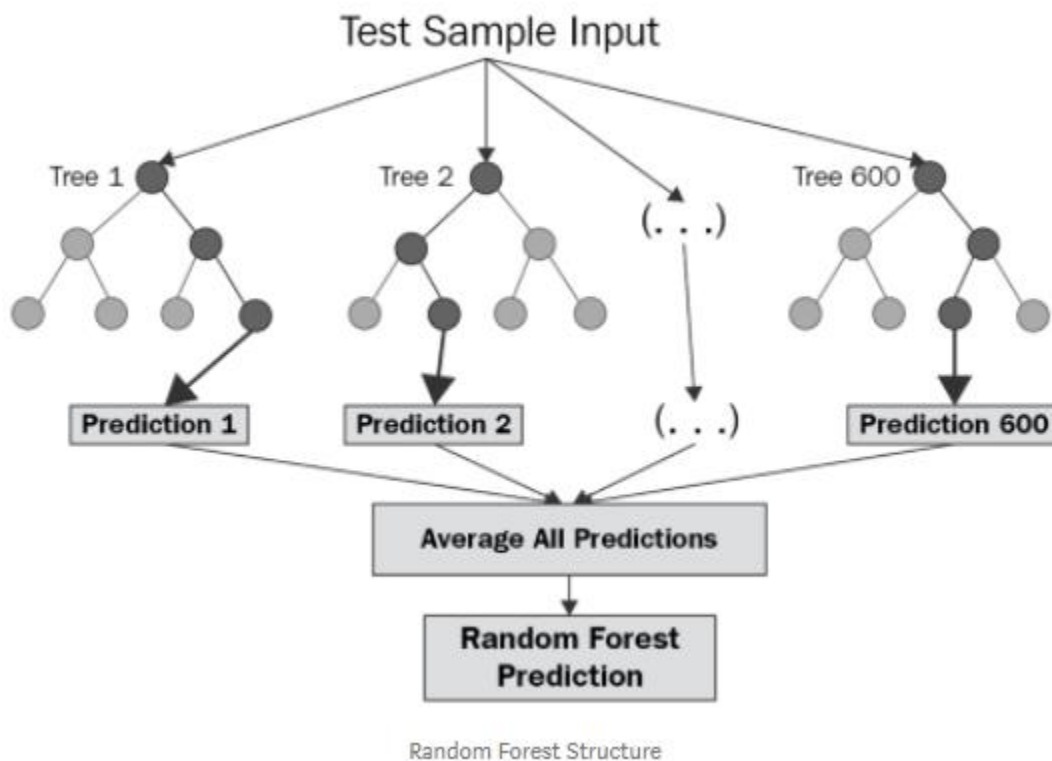 Test Sample Input
Tree 1
Tree 2
Tree 600
(. . .)
Prediction 1
Prediction 2
(. . .)
Prediction 600
Average All Predictions
Random Forest
Prediction
Random Forest Structure